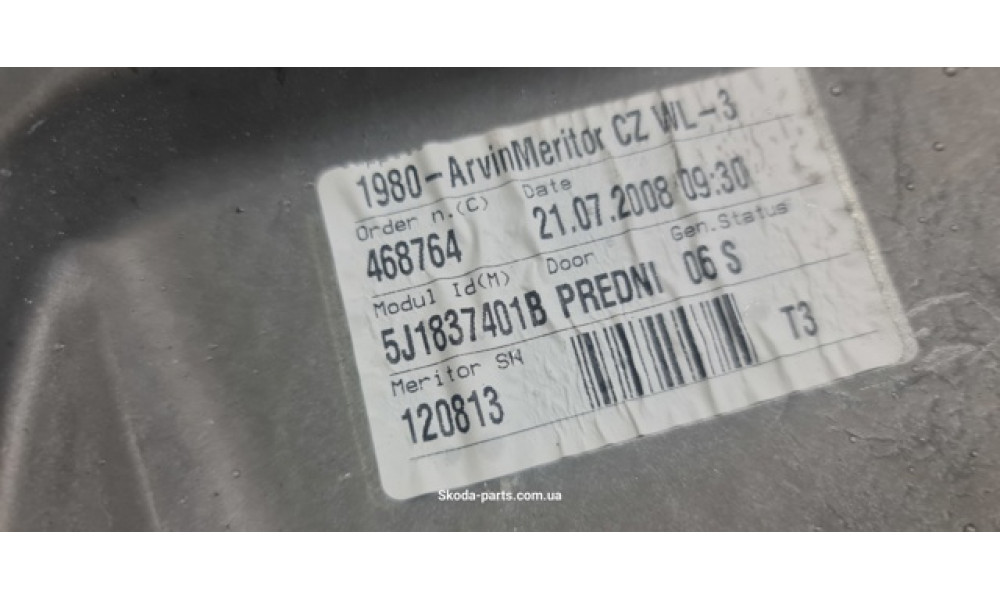 1980-ArvinMeritor CZ WL-3
Order n.(C) Date
468764 21.07.2008 09:30
Modul Id(M) Door Gen.Status
5J1837401B PREDNI 06 S
Meritor SW
120813 T3
Skoda-parts.com.ua